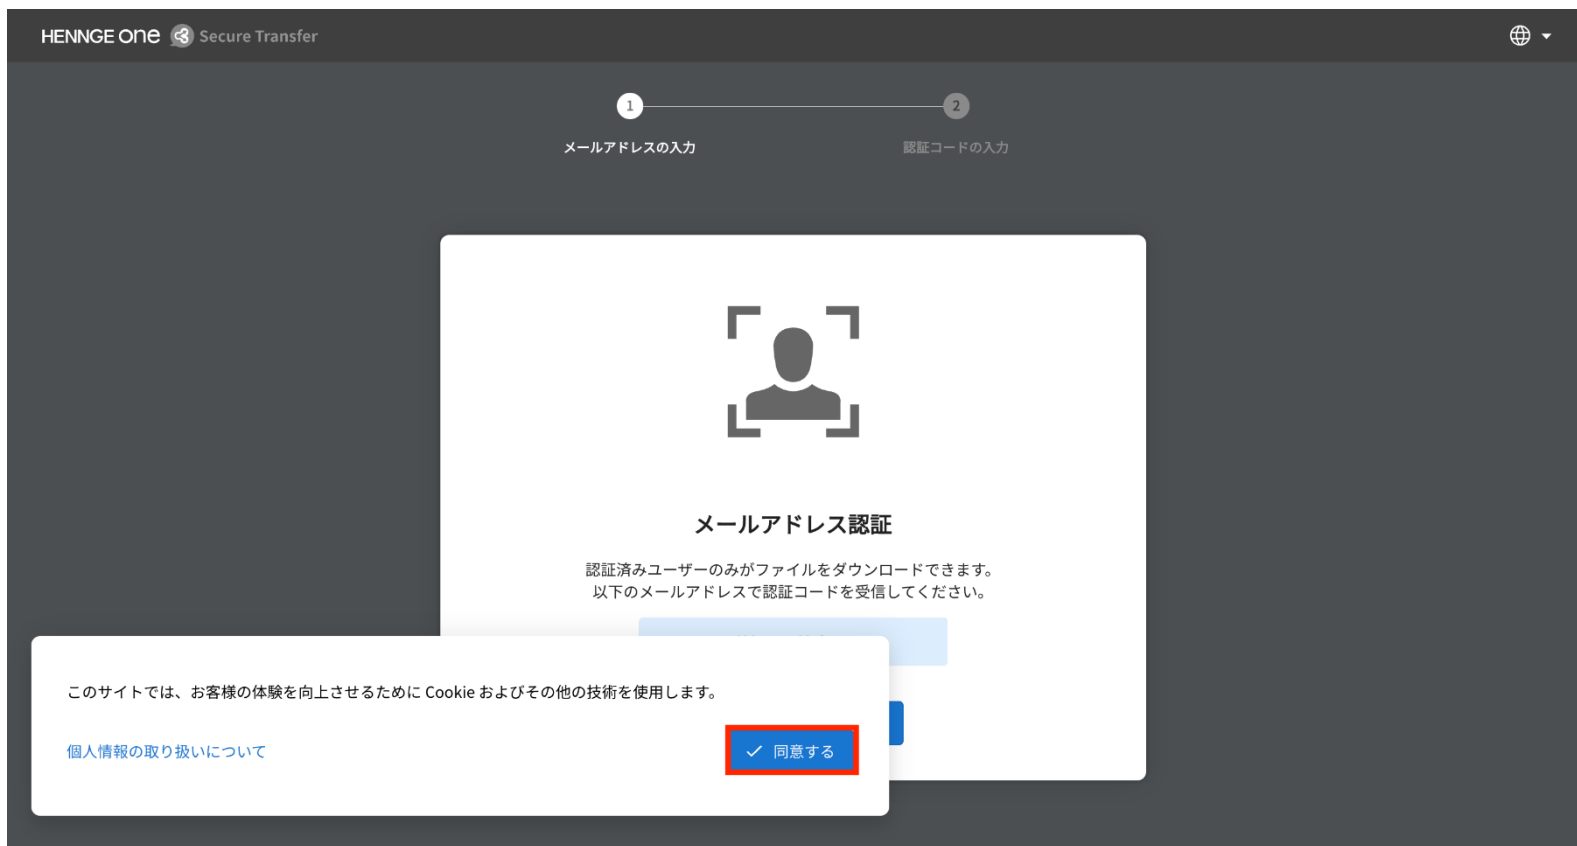 HENNGE one Secure Transfer
1
2
メールアドレスの入力
認証コードの入力
メールアドレス認証
認証済みユーザーのみがファイルをダウンロードできます。
以下のメールアドレスで認証コードを受信してください。
このサイトでは、お客様の体験を向上させるために Cookie およびその他の技術を使用します。
個人情報の取り扱いについて
同意する